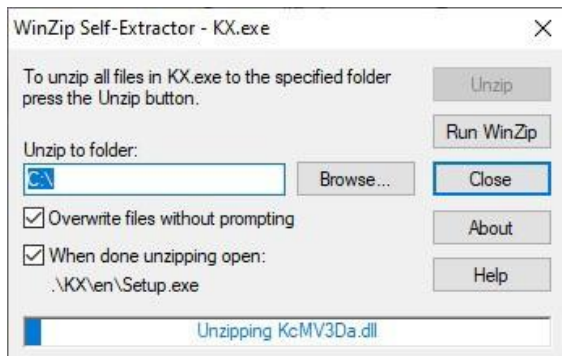 WinZip Self-Extractor - KX.exe
To unzip all files in KX.exe to the specified folder
press the Unzip button.
Unzip
Run WinZip
Unzip to folder:
C:\
Browse...
Close
Overwrite files without prompting
About
When done unzipping open:
.\KX\en\Setup.exe
Help
Unzipping KcMV3Da.dll